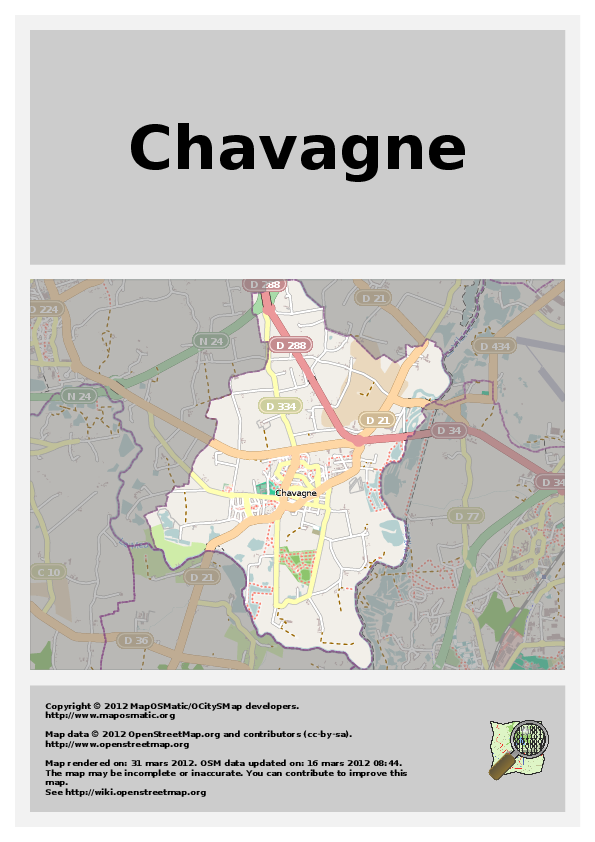 Chavagne
D 288
D 21
D 224
N 24
D 288
D 434
N 24
D 334
D 21
D 34
D 34
Chavagne
D 77
C 10
D 21
D 36
Copyright © 2012 MapOSMatic/OCitySMap developers.
http://www.maposmatic.org
Map data © 2012 OpenStreetMap.org and contributors (cc-by-sa).
http://www.openstreetmap.org
Map rendered on: 31 mars 2012. OSM data updated on: 16 mars 2012 08:44.
The map may be incomplete or inaccurate. You can contribute to improve this
map.
See http://wiki.openstreetmap.org